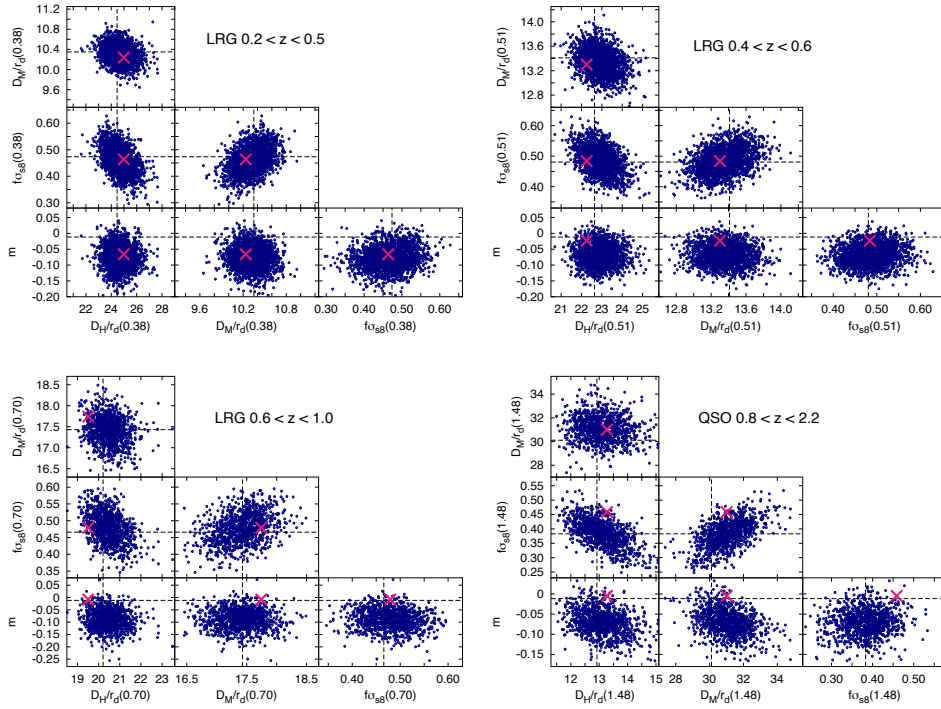 11.2
10.8
10.4
10.0
9.6
D_M/r_d(0.38)
LRG 0.2 < z < 0.5
0.60
0.50
0.40
0.30
fσ_s8(0.38)
0.05
0
-0.05
-0.10
-0.15
-0.20
m
22 24 26 28
9.6 10.2 10.8
0.30 0.40 0.50 0.60
D_H/r_d(0.38) D_M/r_d(0.38) fσ_s8(0.38)
14.0
13.6
13.2
12.8
D_M/r_d(0.51)
LRG 0.4 < z < 0.6
0.60
0.50
0.40
fσ_s8(0.51)
0.05
0
-0.05
-0.10
-0.15
-0.20
m
21 22 23 24 25
12.8 13.6 14.2
0.40 0.50 0.60
D_H/r_d(0.51) D_M/r_d(0.51) fσ_s8(0.51)
18.5
18.0
17.5
17.0
16.5
D_M/r_d(0.70)
LRG 0.6 < z < 1.0
0.60
0.55
0.50
0.45
0.40
0.35
fσ_s8(0.70)
0.05
0
-0.05
-0.10
-0.15
-0.20
-0.25
m
19 20 21 22 23
16.5 17.5 18.5
0.40 0.50 0.60
D_H/r_d(0.70) D_M/r_d(0.70) fσ_s8(0.70)
34
32
30
28
D_M/r_d(1.48)
QSO 0.8 < z < 2.2
0.55
0.50
0.45
0.40
0.35
0.30
0.25
fσ_s8(1.48)
0
-0.05
-0.10
-0.15
m
12 13 14 15
28 30 32 34
0.30 0.40 0.50
D_H/r_d(1.48) D_M/r_d(1.48) fσ_s8(1.48)